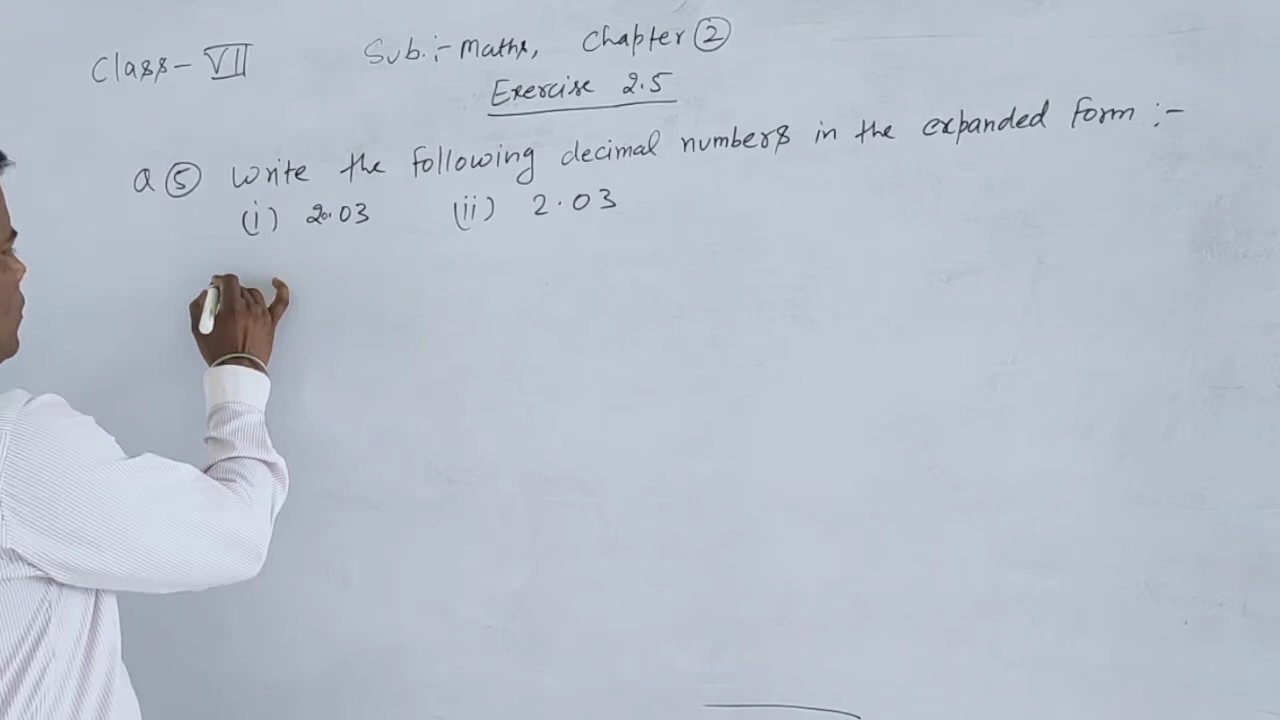 Class - VII Sub. :- Maths, Chapter 2
Exercise 2.5
Q 5 Write the following decimal numbers in the expanded form :-
(i) 20.03 (ii) 2.03